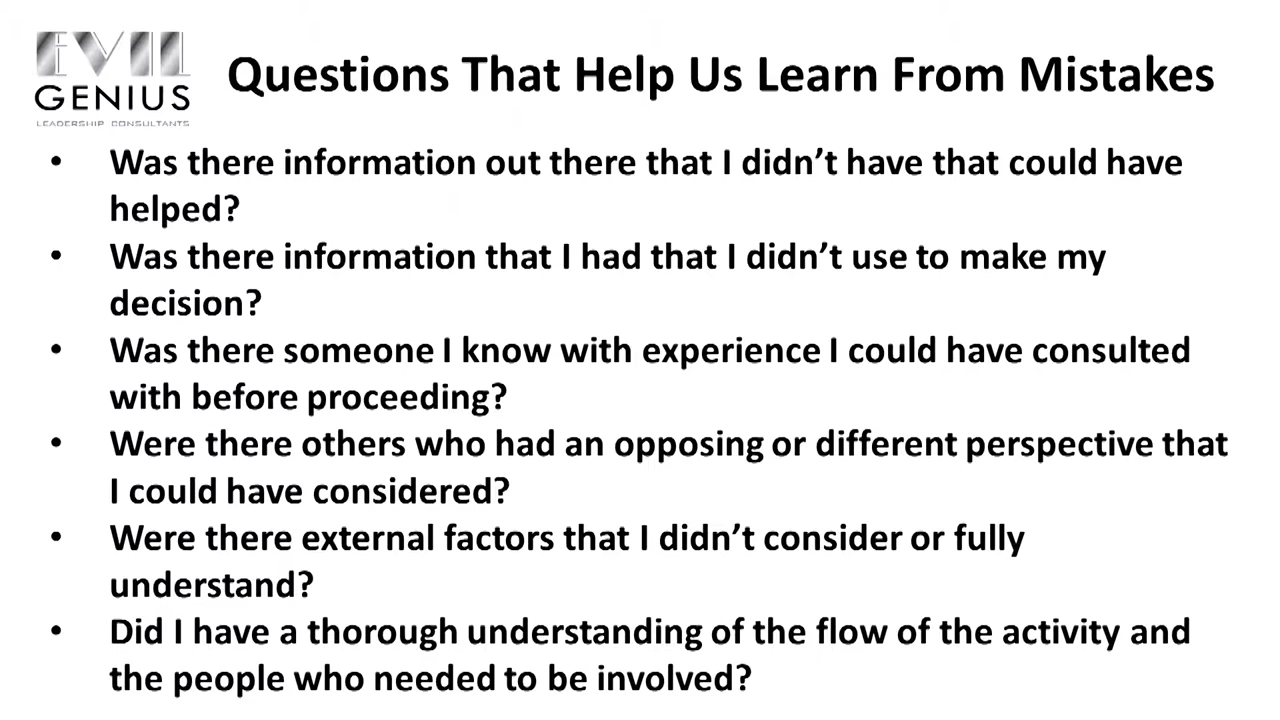 EVIL
GENIUS
LEADERSHIP CONSULTANTS
Questions That Help Us Learn From Mistakes
• Was there information out there that I didn’t have that could have
helped?
• Was there information that I had that I didn’t use to make my
decision?
• Was there someone I know with experience I could have consulted
with before proceeding?
• Were there others who had an opposing or different perspective that
I could have considered?
• Were there external factors that I didn’t consider or fully
understand?
• Did I have a thorough understanding of the flow of the activity and
the people who needed to be involved?